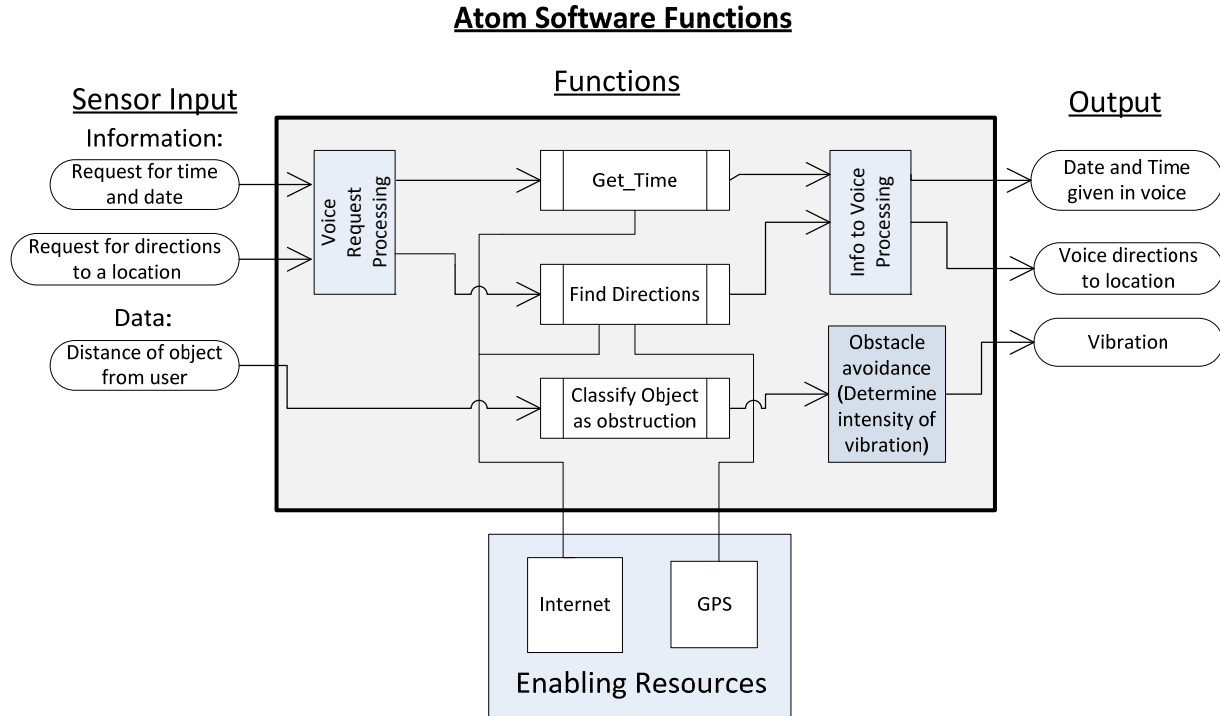 Atom Software Functions
Sensor Input
Functions
Output
Information:
Request for time
and date
Request for directions
to a location
Data:
Distance of object
from user
Voice
Request
Processing
Get_Time
Find Directions
Classify Object
as obstruction
Info to Voice
Processing
Obstacle
avoidance
(Determine
intensity of
vibration)
Date and Time
given in voice
Voice directions
to location
Vibration
Internet
GPS
Enabling Resources